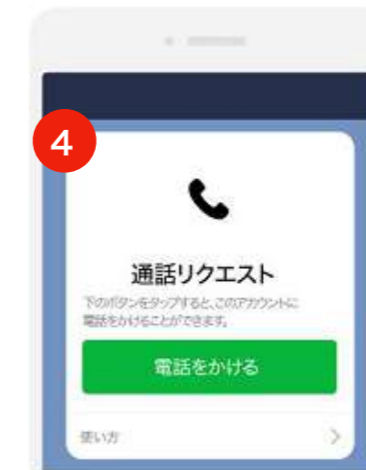 4
通話リクエスト
下のボタンをタップすると、このアカウントに
電話をかけることができます。
電話をかける
使い方